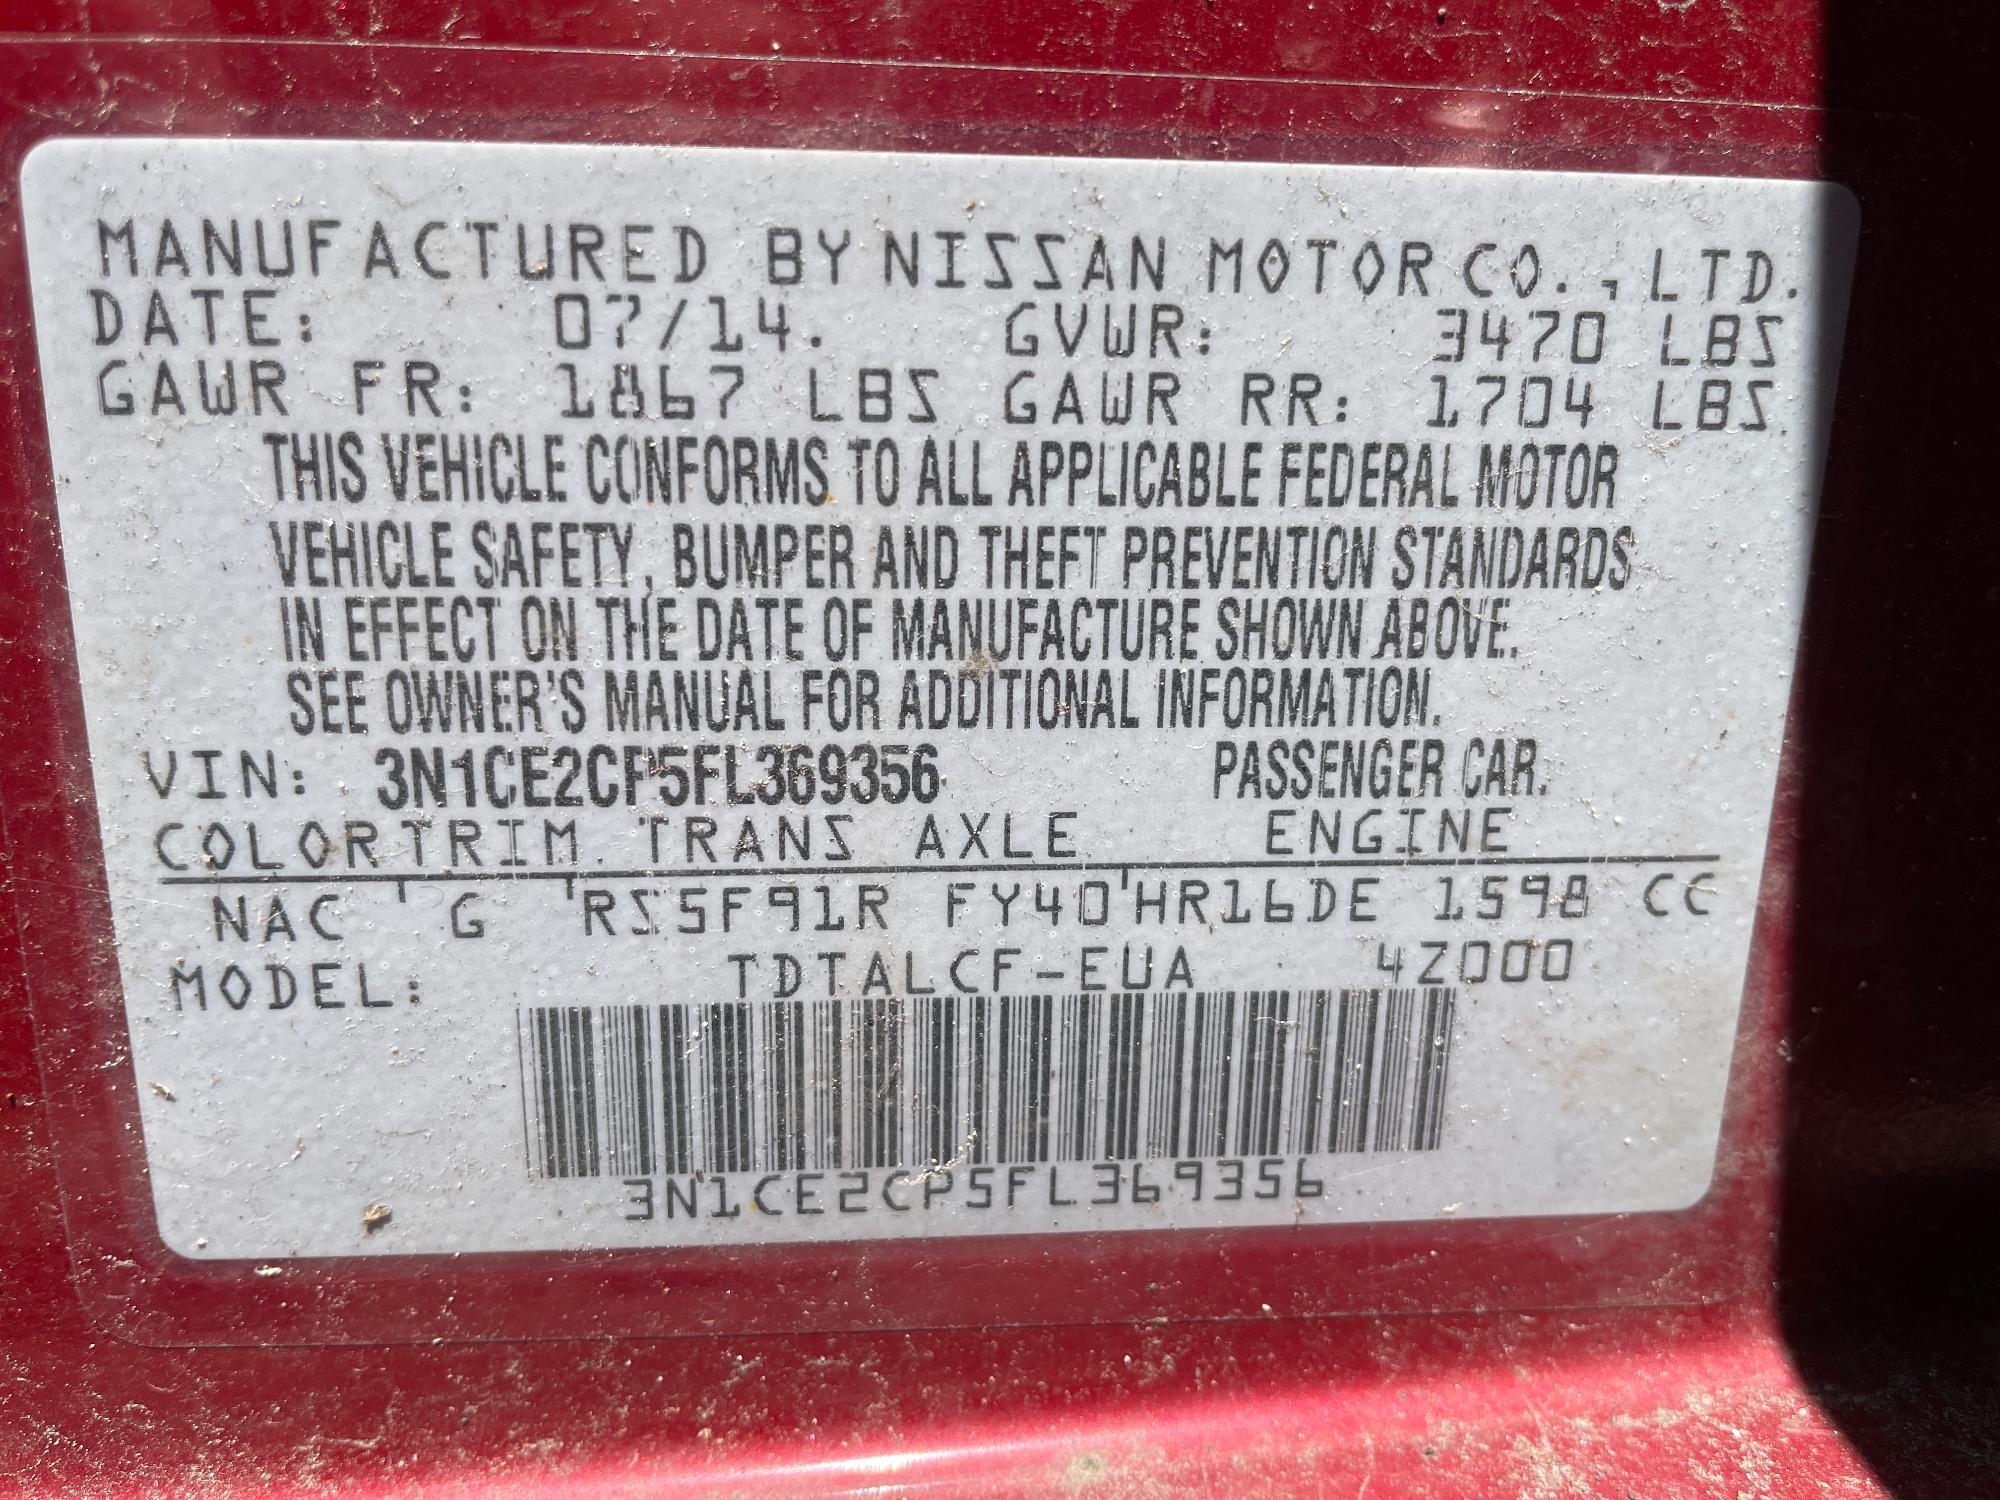 MANUFACTURED BY NISSAN MOTOR CO., LTD.
DATE: 07/14. GVWR: 3470 LBS
GAWR FR: 1867 LBS GAWR RR: 1704 LBS
THIS VEHICLE CONFORMS TO ALL APPLICABLE FEDERAL MOTOR
VEHICLE SAFETY, BUMPER AND THEFT PREVENTION STANDARDS
IN EFFECT ON THE DATE OF MANUFACTURE SHOWN ABOVE.
SEE OWNER'S MANUAL FOR ADDITIONAL INFORMATION.
VIN: 3N1CE2CP5FL369356 PASSENGER CAR.
COLOR TRIM TRANS AXLE ENGINE
NAC G RS5F91R FY40 HR16DE 1598 CC
MODEL: TDTALCF-EUA 4Z000
3N1CE2CP5FL369356